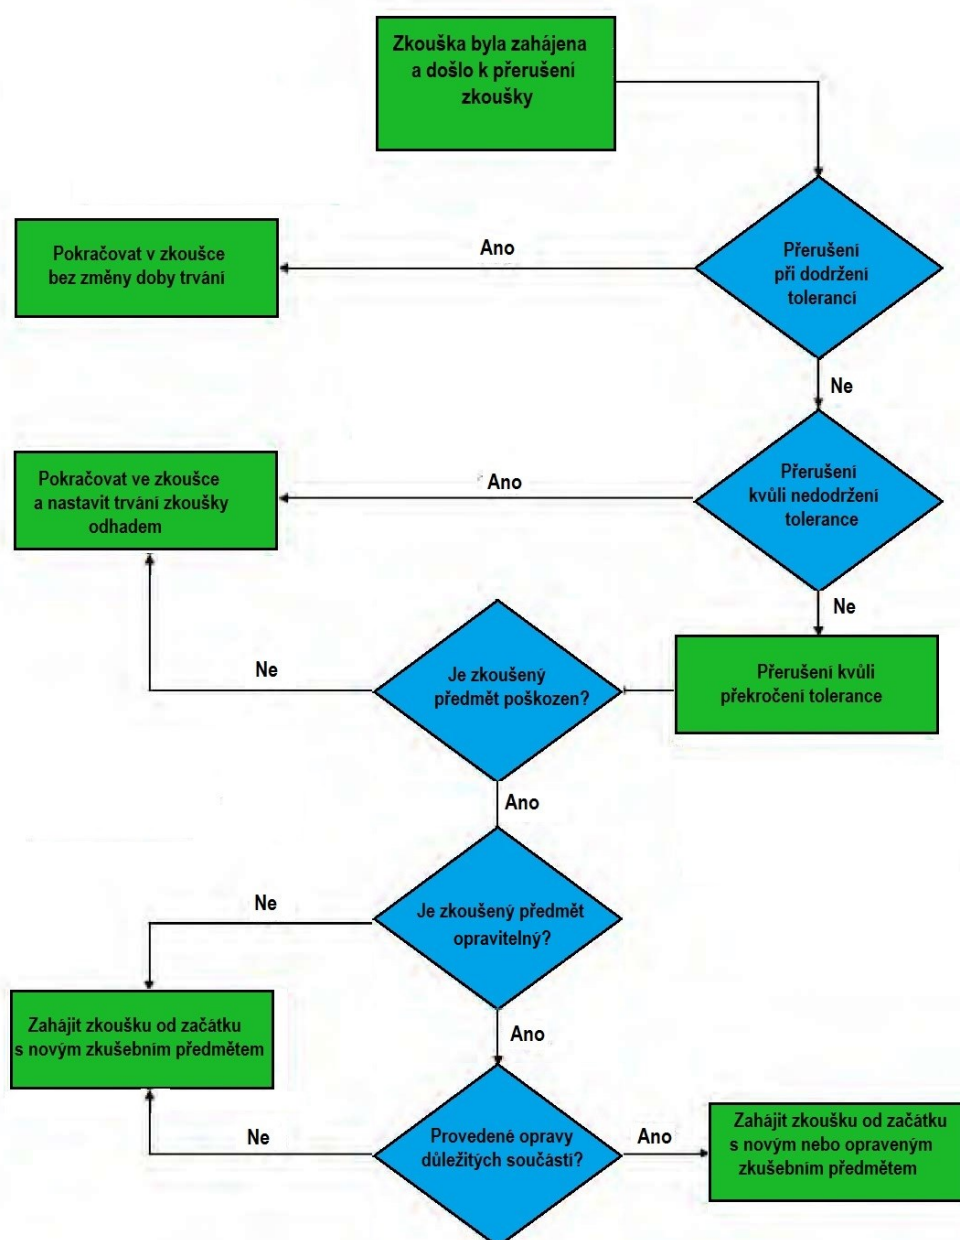 Zkouška byla zahájena
a došlo k přerušení
zkoušky
Ano
Pokračovat v zkoušce
bez změny doby trvání
Přerušení
při dodržení
tolerancí
Ne
Pokračovat ve zkoušce
a nastavit trvání zkoušky
odhadem
Ano
Přerušení
kvůli nedodržení
tolerance
Ne
Ne
Je zkoušený
předmět poškozen?
Přerušení kvůli
překročení tolerance
Ano
Ne
Je zkoušený předmět
opravitelný?
Ano
Zahájit zkoušku od začátku
s novým zkušebním předmětem
Ne
Provedené opravy
důležitých součástí?
Ano
Zahájit zkoušku od začátku
s novým nebo opraveným
zkušebním předmětem